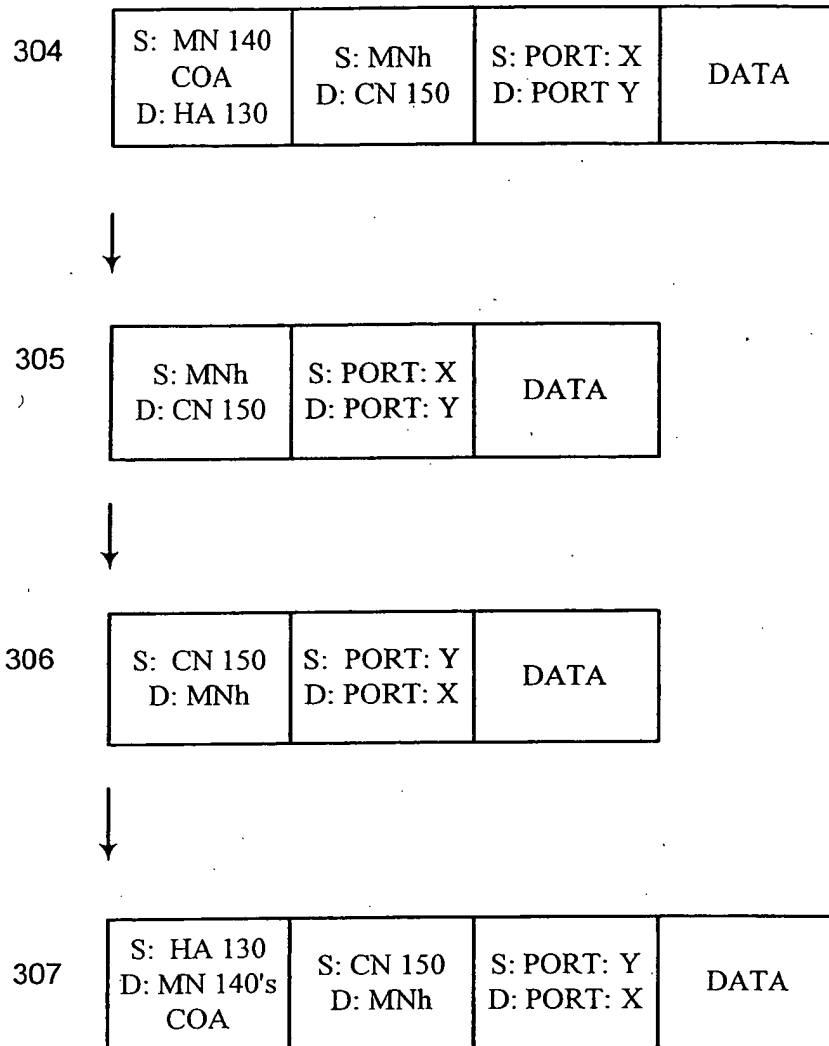 304
S: MN 140
COA
D: HA 130
S: MNh
D: CN 150
S: PORT: X
D: PORT Y
DATA
305
S: MNh
D: CN 150
S: PORT: X
D: PORT: Y
DATA
306
S: CN 150
D: MNh
S: PORT: Y
D: PORT: X
DATA
307
S: HA 130
D: MN 140's
COA
S: CN 150
D: MNh
S: PORT: Y
D: PORT: X
DATA